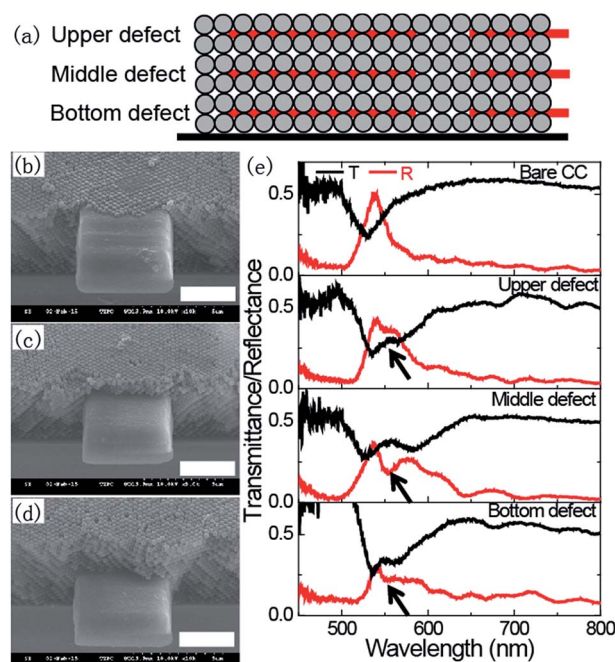 (a)
Upper defect
Middle defect
Bottom defect
(b)
(c)
(d)
(e)
T R
Bare CC
Upper defect
Middle defect
Bottom defect
Transmittance/Reflectance
0.5
0.0
0.5
0.0
0.5
0.0
0.5
0.0
500 600 700 800
Wavelength (nm)